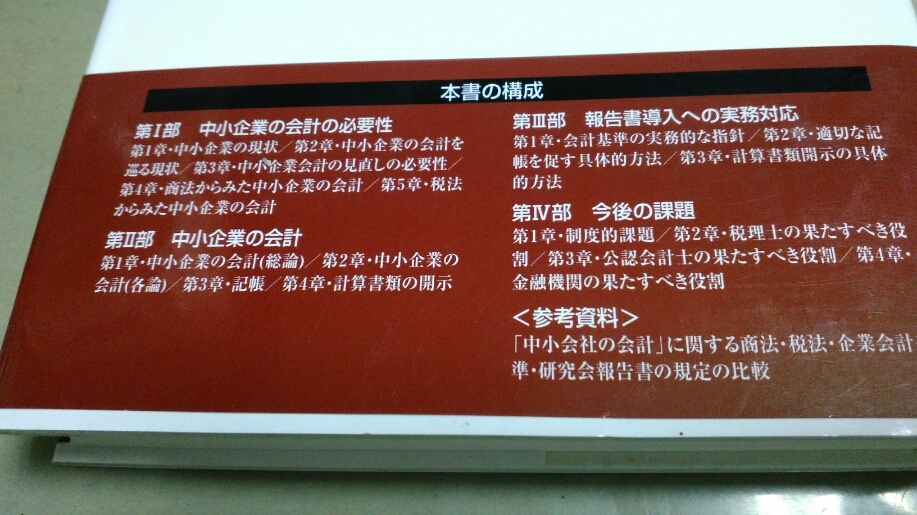 本書の構成
第Ⅰ部 中小企業の会計の必要性
第1章・中小企業の現状／第2章・中小企業の会計を
巡る現状／第3章・中小企業会計の見直しの必要性／
第4章・商法からみた中小企業の会計／第5章・税法
からみた中小企業の会計
第Ⅱ部 中小企業の会計
第1章・中小企業の会計(総論)／第2章・中小企業の
会計(各論)／第3章・記帳／第4章・計算書類の開示
第Ⅲ部 報告書導入への実務対応
第1章・会計基準の実務的な指針／第2章・適切な記
帳を促す具体的方法／第3章・計算書類開示の具体
的方法
第Ⅳ部 今後の課題
第1章・制度的課題／第2章・税理士の果たすべき役
割／第3章・公認会計士の果たすべき役割／第4章・
金融機関の果たすべき役割
＜参考資料＞
「中小会社の会計」に関する商法・税法・企業会計
準・研究会報告書の規定の比較